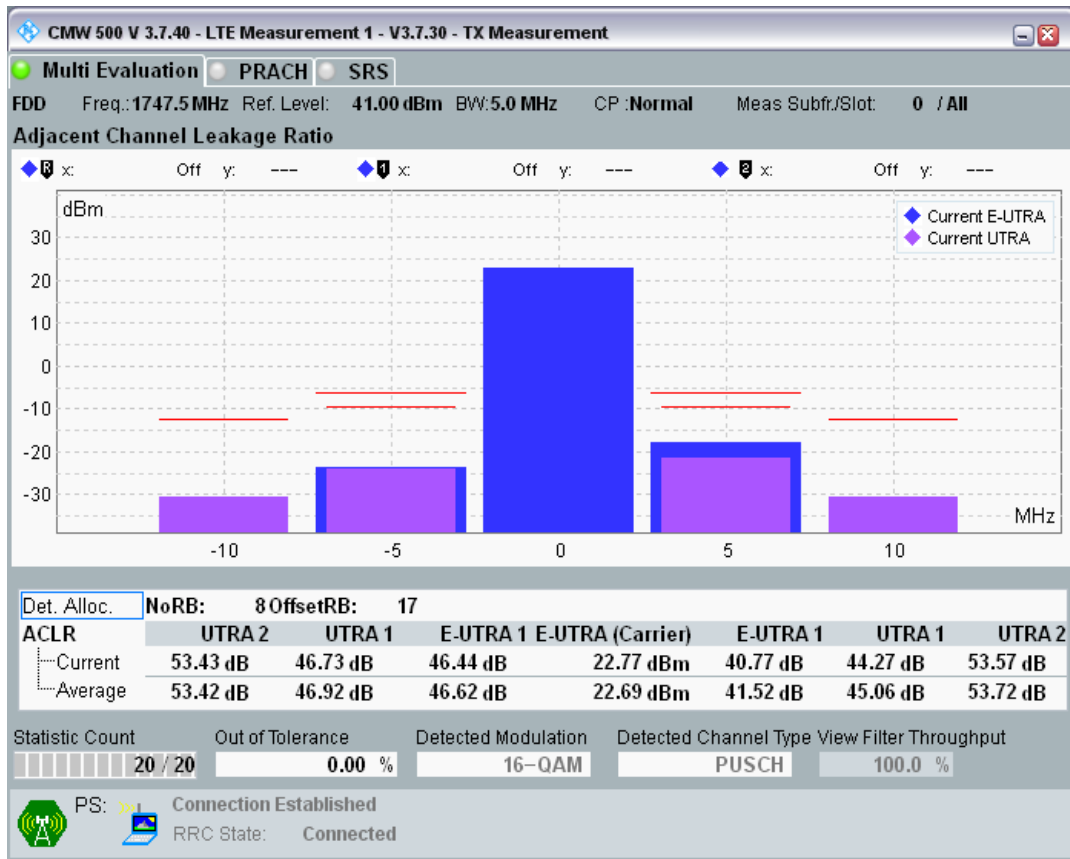 CMW 500 V 3.7.40 - LTE Measurement 1 - V3.7.30 - TX Measurement
Multi Evaluation PRACH SRS
FDD Freq.:1747.5 MHz Ref. Level: 41.00 dBm BW:5.0 MHz CP :Normal Meas Subfr./Slot: 0 / All
Adjacent Channel Leakage Ratio
R x: Off y: --- 1 x: Off y: --- 2 x: Off y: ---
dBm
Current E-UTRA
Current UTRA
30
20
10
0
-10
-20
-30
MHz
-10 -5 0 5 10
Det. Alloc. NoRB: 8 OffsetRB: 17
ACLR UTRA 2 UTRA 1 E-UTRA 1 E-UTRA (Carrier) E-UTRA 1 UTRA 1 UTRA 2
Current 53.43 dB 46.73 dB 46.44 dB 22.77 dBm 40.77 dB 44.27 dB 53.57 dB
Average 53.42 dB 46.92 dB 46.62 dB 22.69 dBm 41.52 dB 45.06 dB 53.72 dB
Statistic Count Out of Tolerance Detected Modulation Detected Channel Type View Filter Throughput
20 / 20 0.00 % 16-QAM PUSCH 100.0 %
PS: Connection Established
RRC State: Connected